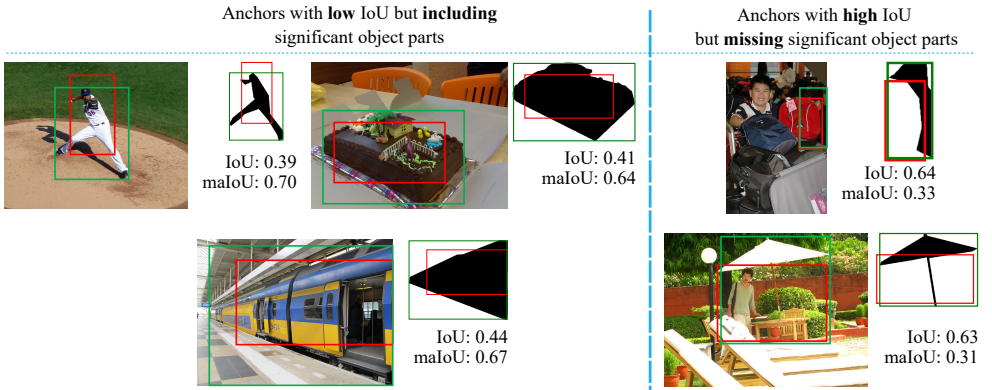 Anchors with low IoU but including
significant object parts
Anchors with high IoU
but missing significant object parts
IoU: 0.39
maIoU: 0.70
IoU: 0.41
maIoU: 0.64
IoU: 0.64
maIoU: 0.33
IoU: 0.44
maIoU: 0.67
IoU: 0.63
maIoU: 0.31